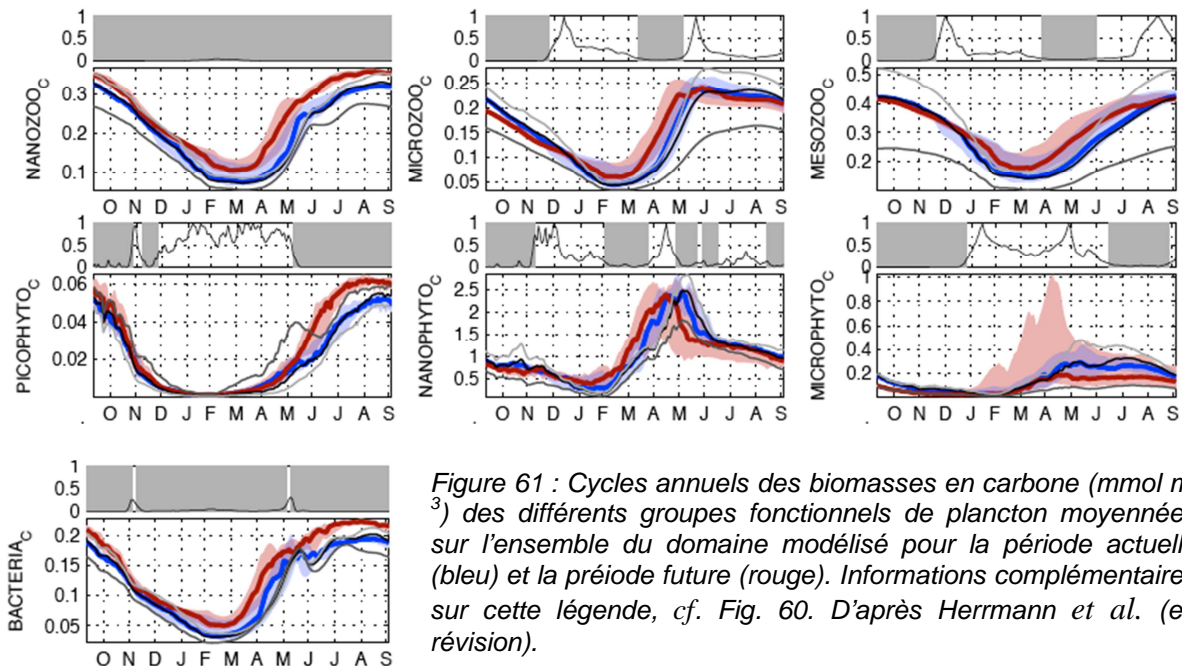 1
0.5
0
NANOZOO_C
0.3
0.2
0.1
O N D J F M A M J J A S
1
0.5
0
MICROZOO_C
0.25
0.2
0.15
0.1
0.05
O N D J F M A M J J A S
1
0.5
0
MESOZOO_C
0.5
0.4
0.3
0.2
O N D J F M A M J J A S
1
0.5
0
PICOPHYTO_C
0.06
0.04
0.02
O N D J F M A M J J A S
1
0.5
0
NANOPHYTO_C
2.5
2
1.5
1
0.5
O N D J F M A M J J A S
1
0.5
0
MICROPHYTO_C
1
0.8
0.6
0.4
0.2
O N D J F M A M J J A S
1
0.5
0
BACTERIA_C
0.2
0.15
0.1
0.05
O N D J F M A M J J A S
Figure 61 : Cycles annuels des biomasses en carbone (mmol m
3) des différents groupes fonctionnels de plancton moyennée
sur l'ensemble du domaine modélisé pour la période actuell
(bleu) et la préiode future (rouge). Informations complémentaire
sur cette légende, cf. Fig. 60. D'après Herrmann et al. (e
révision).